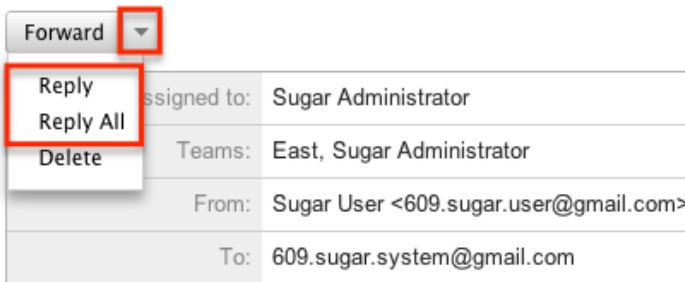 Forward
Reply
ssigned to: Sugar Administrator
Reply All
Teams: East, Sugar Administrator
Delete
From: Sugar User <609.sugar.user@gmail.com>
To: 609.sugar.system@gmail.com